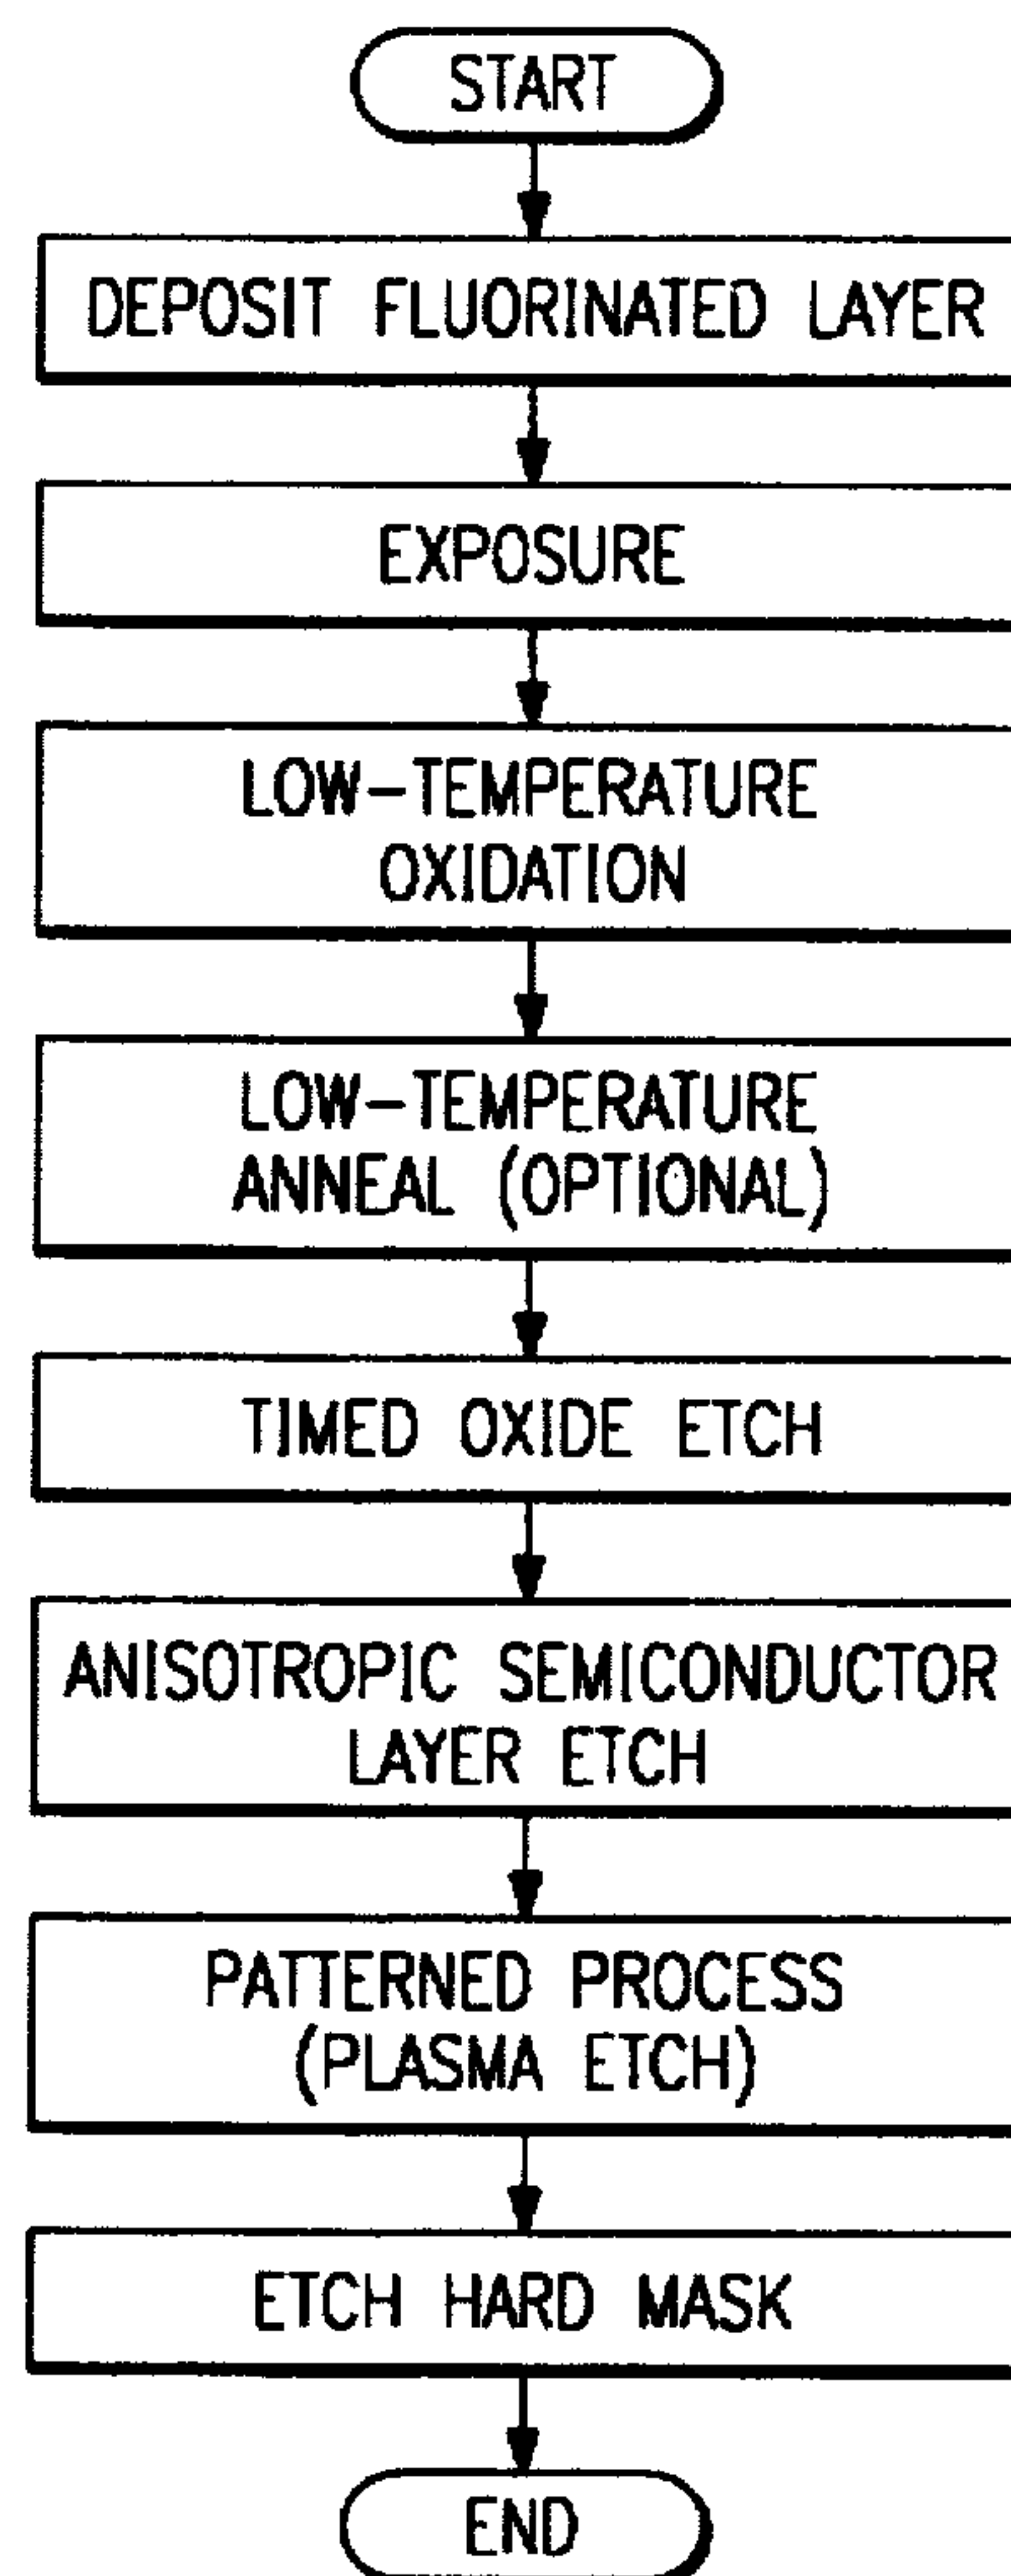 START
DEPOSIT FLUORINATED LAYER
EXPOSURE
LOW-TEMPERATURE
OXIDATION
LOW-TEMPERATURE
ANNEAL (OPTIONAL)
TIMED OXIDE ETCH
ANISOTROPIC SEMICONDUCTOR
LAYER ETCH
PATTERNED PROCESS
(PLASMA ETCH)
ETCH HARD MASK
END